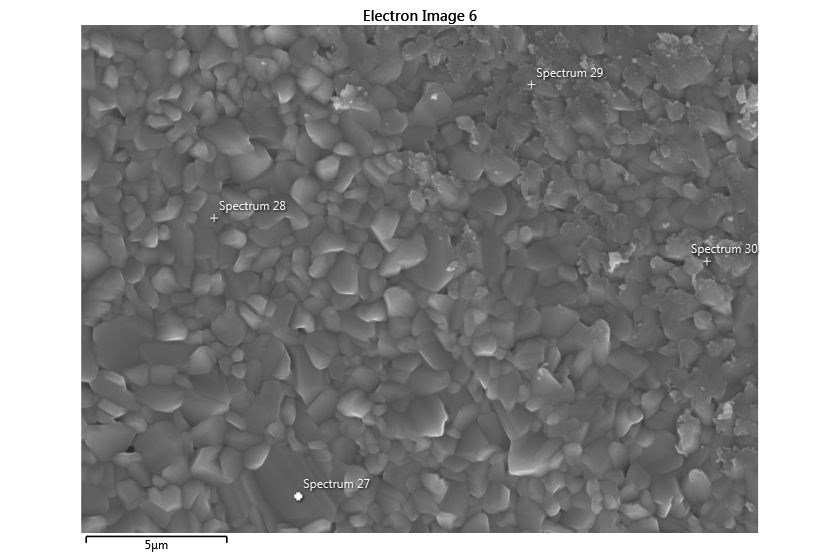 Electron Image 6
Spectrum 29
Spectrum 28
Spectrum 30
Spectrum 27
5µm